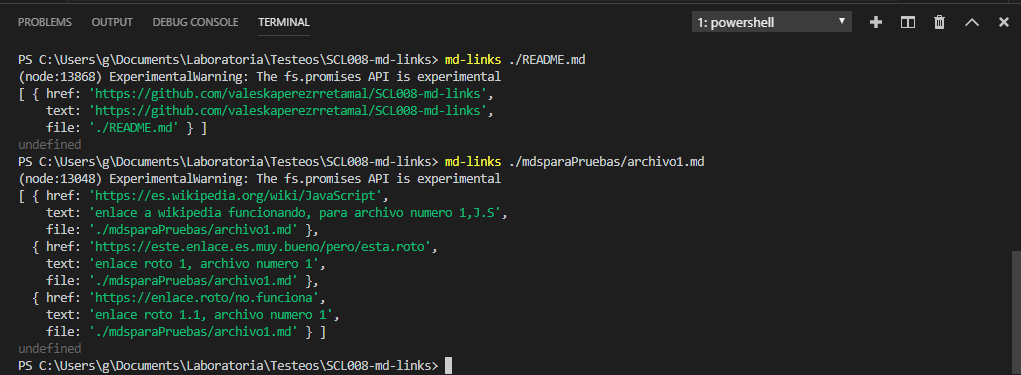 PROBLEMS OUTPUT DEBUG CONSOLE TERMINAL 1: powershell
PS C:\Users\g\Documents\Laboratoria\Testeos\SCL008-md-links> md-links ./README.md
(node:13868) ExperimentalWarning: The fs.promises API is experimental
[ { href: 'https://github.com/valeskaperezrretamal/SCL008-md-links',
text: 'https://github.com/valeskaperezrretamal/SCL008-md-links',
file: './README.md' } ]
undefined
PS C:\Users\g\Documents\Laboratoria\Testeos\SCL008-md-links> md-links ./mdsparaPruebas/archivo1.md
(node:13048) ExperimentalWarning: The fs.promises API is experimental
[ { href: 'https://es.wikipedia.org/wiki/JavaScript',
text: 'enlace a wikipedia funcionando, para archivo numero 1,J.S',
file: './mdsparaPruebas/archivo1.md' },
{ href: 'https://este.enlace.es.muy.bueno/pero/esta.roto',
text: 'enlace roto 1, archivo numero 1',
file: './mdsparaPruebas/archivo1.md' },
{ href: 'https://enlace.roto/no.funciona',
text: 'enlace roto 1.1, archivo numero 1',
file: './mdsparaPruebas/archivo1.md' } ]
undefined
PS C:\Users\g\Documents\Laboratoria\Testeos\SCL008-md-links>